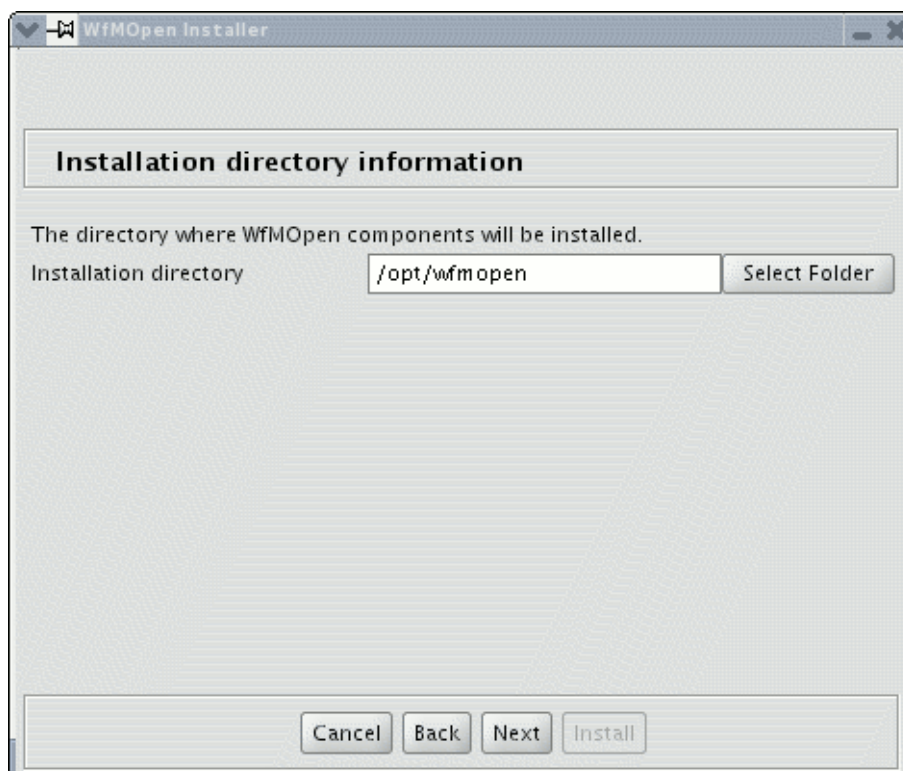 WfMOpen Installer
Installation directory information
The directory where WfMOpen components will be installed.
Installation directory /opt/wfmopen Select Folder
Cancel Back Next Install